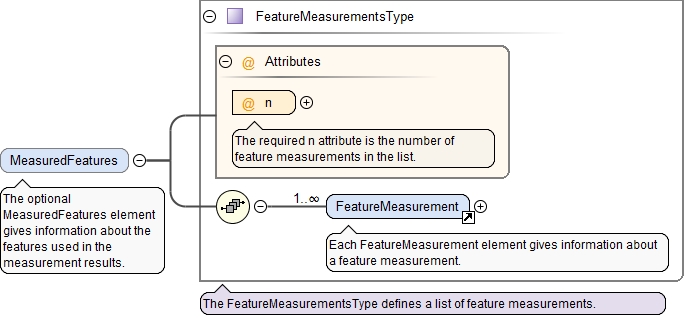 FeatureMeasurementsType
@ Attributes
@ n
The required n attribute is the number of
feature measurements in the list.
MeasuredFeatures
The optional
MeasuredFeatures element
gives information about the
features used in the
measurement results.
1..∞
FeatureMeasurement
Each FeatureMeasurement element gives information about
a feature measurement.
The FeatureMeasurementsType defines a list of feature measurements.